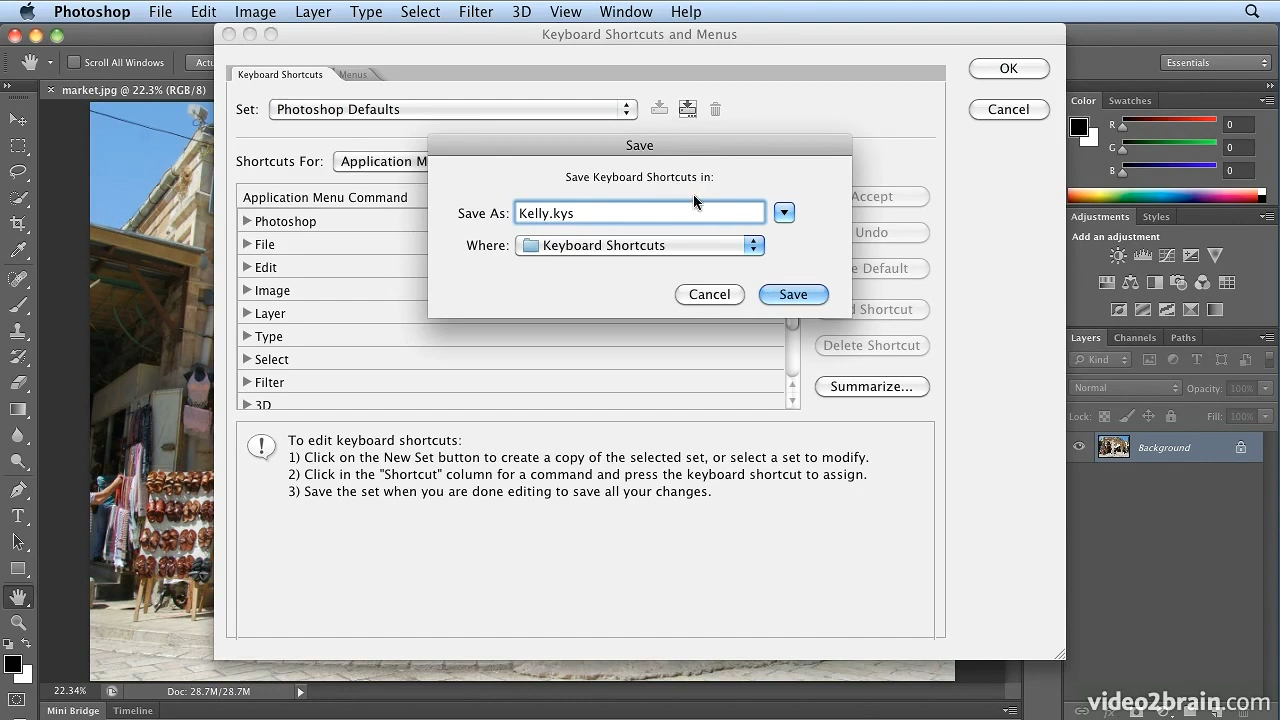 Photoshop File Edit Image Layer Type Select Filter 3D View Window Help
Keyboard Shortcuts and Menus
Scroll All Windows Actu
Essentials
market.jpg @ 22.3% (RGB/8)
Keyboard Shortcuts Menus
OK
Set: Photoshop Defaults
Cancel
Color Swatches
R 0
G 0
B 0
Save
Shortcuts For: Application M
Save Keyboard Shortcuts in:
Application Menu Command
Accept
Save As: Kelly.kys
Photoshop
Undo
Adjustments Styles
Add an adjustment
File
Where: Keyboard Shortcuts
Edit
e Default
Image
Cancel Save
Layer
d Shortcut
Type
Layers Channels Paths
Delete Shortcut
Select
Kind
Filter
Summarize...
Normal Opacity: 100%
3D
Lock: Fill: 100%
To edit keyboard shortcuts:
1) Click on the New Set button to create a copy of the selected set, or select a set to modify.
2) Click in the "Shortcut" column for a command and press the keyboard shortcut to assign.
3) Save the set when you are done editing to save all your changes.
Background
T
22.34% Doc: 28.7M/28.7M
Mini Bridge Timeline
video2brain.com